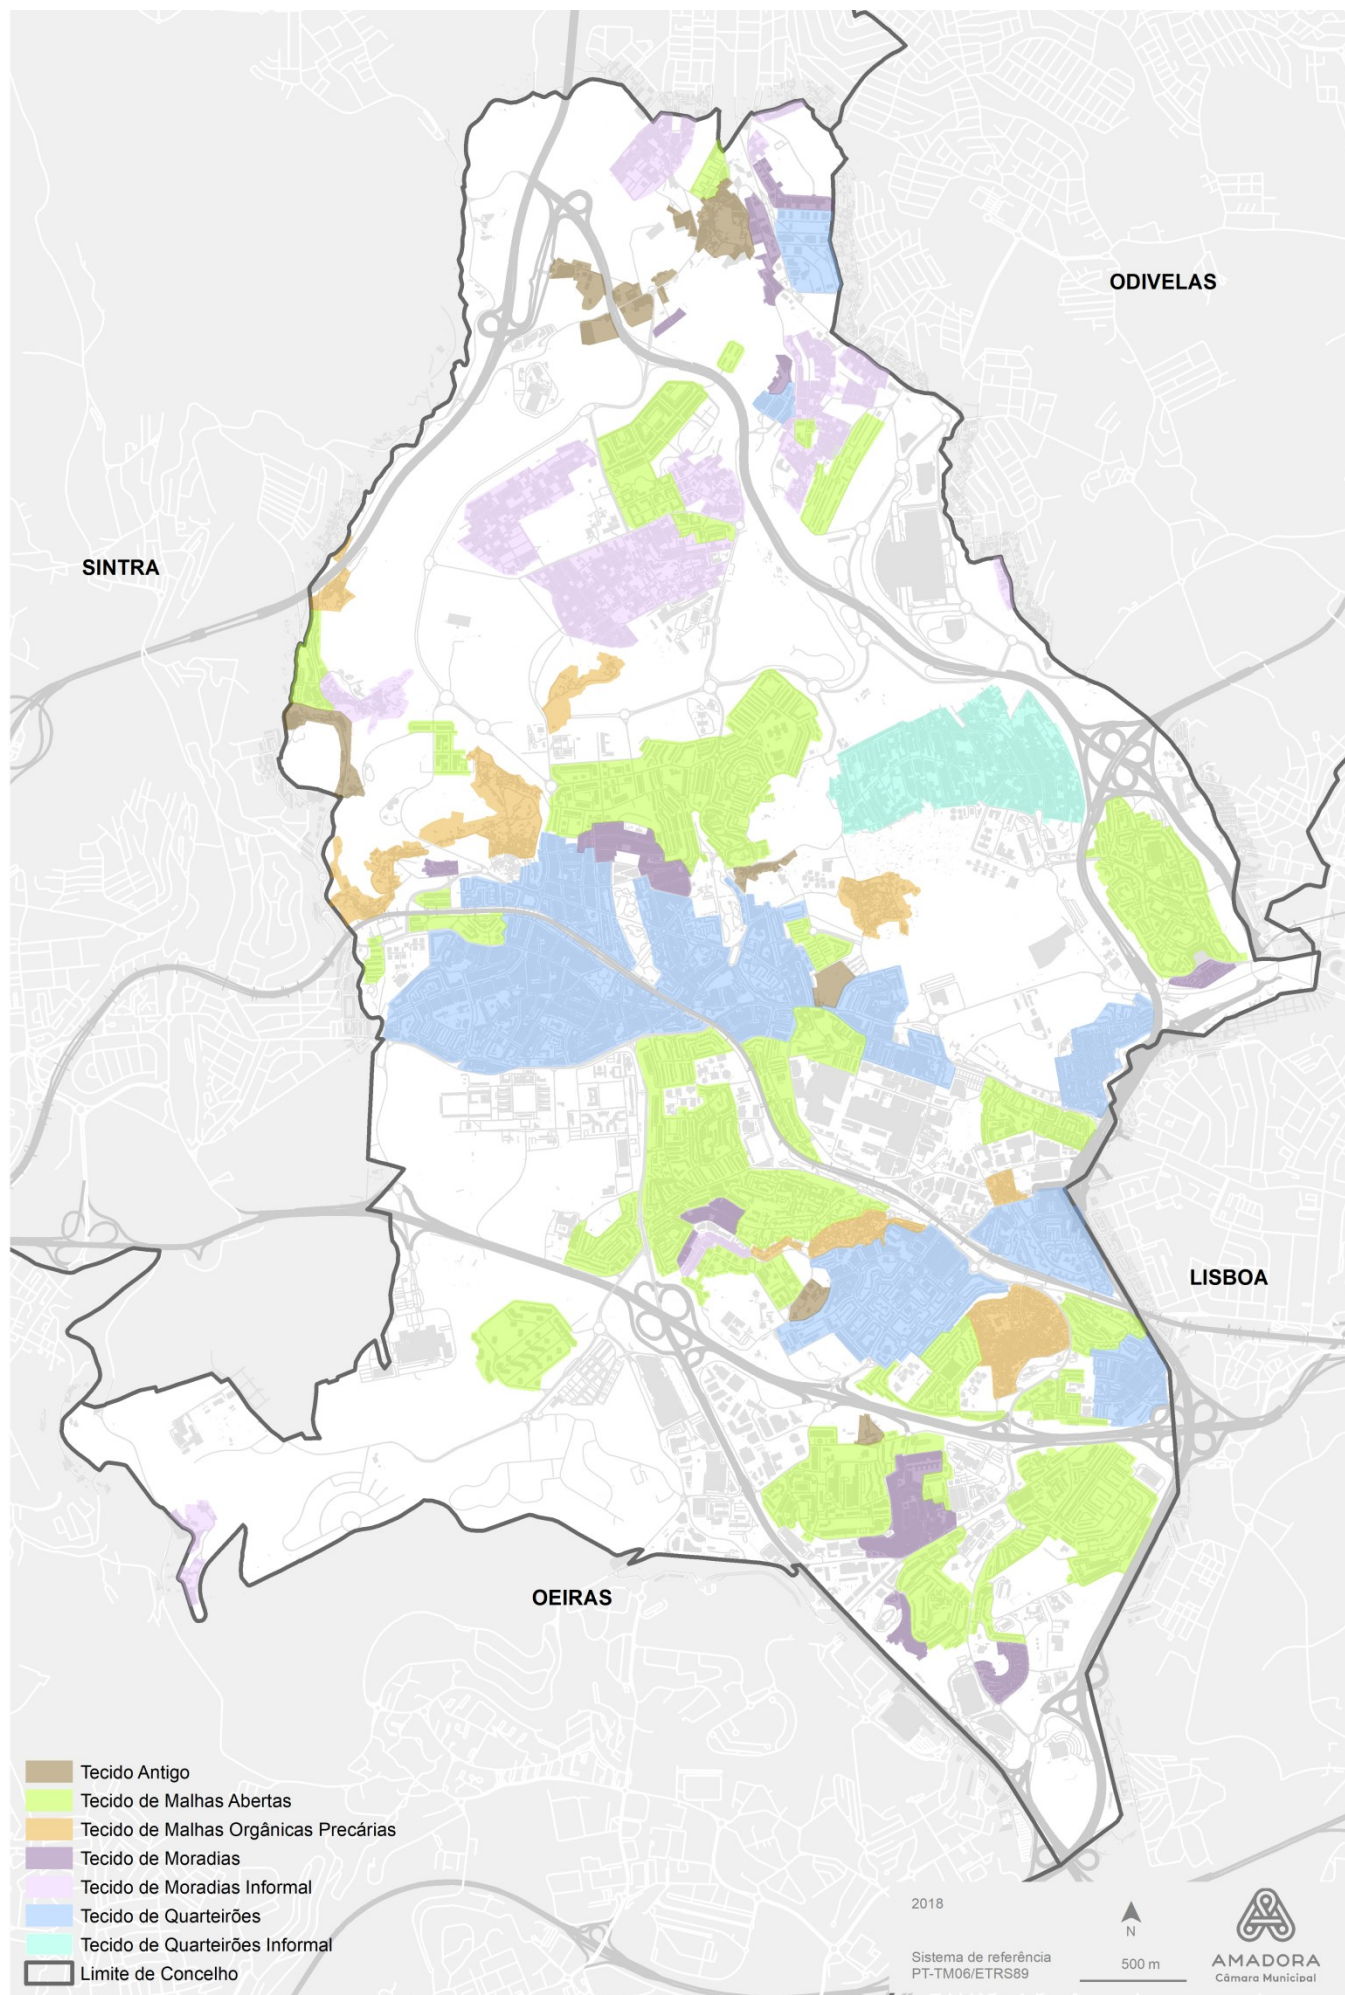 ODIVELAS
SINTRA
LISBOA
OEIRAS
Tecido Antigo
Tecido de Malhas Abertas
Tecido de Malhas Orgânicas Precárias
Tecido de Moradias
Tecido de Moradias Informal
Tecido de Quarteirões
Tecido de Quarteirões Informal
Limite de Concelho
2018
N
Sistema de referência
PT-TM06/ETRS89
500 m
AMADORA
Câmara Municipal